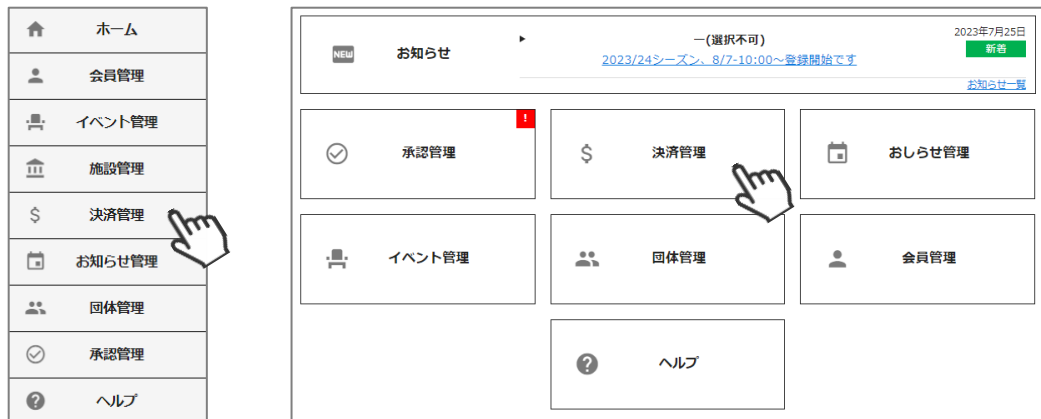 ホーム
会員管理
イベント管理
施設管理
$ 決済管理
お知らせ管理
団体管理
承認管理
? ヘルプ
NEW お知らせ
ー(選択不可)
2023/24シーズン、8/7-10:00～登録開始です
2023年7月25日
新着
お知らせ一覧
承認管理 !
$ 決済管理
おしらせ管理
イベント管理
団体管理
会員管理
? ヘルプ